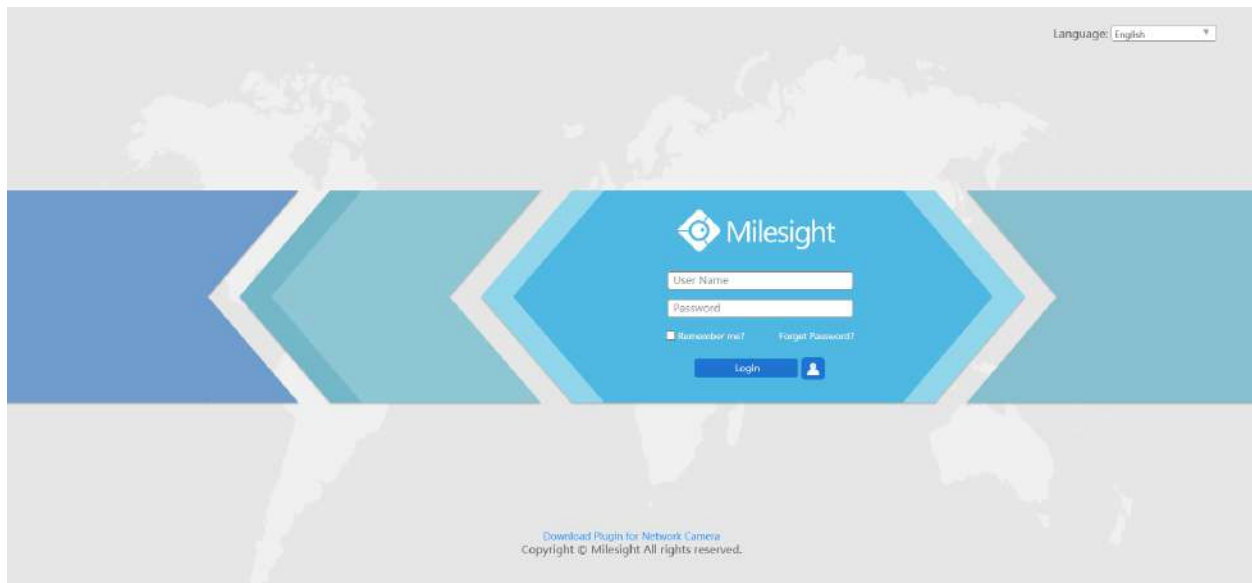 Language: English
Milesight
User Name
Password
Remember me? Forget Password?
Login
Download Plugin for Network Camera
Copyright © Milesight All rights reserved.